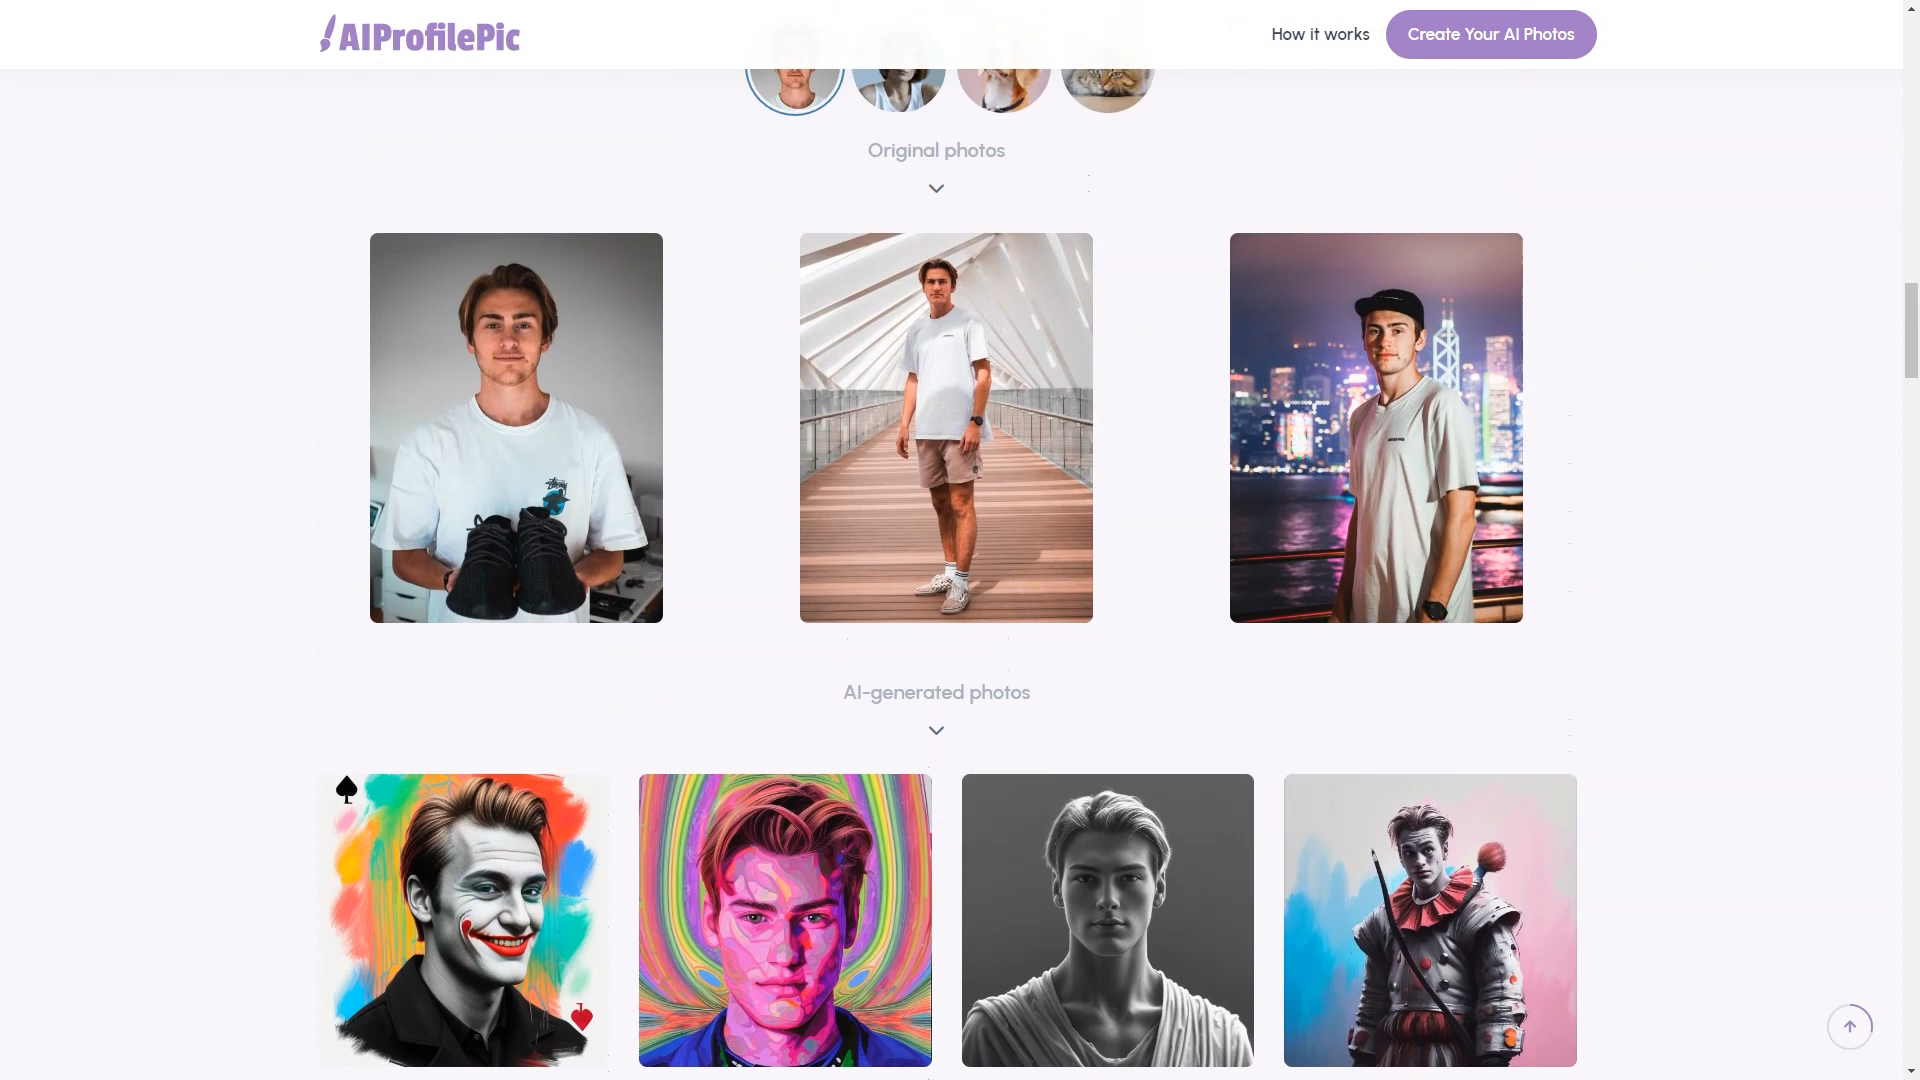 AIProfilePic
How it works
Create Your AI Photos
Original photos
AI-generated photos